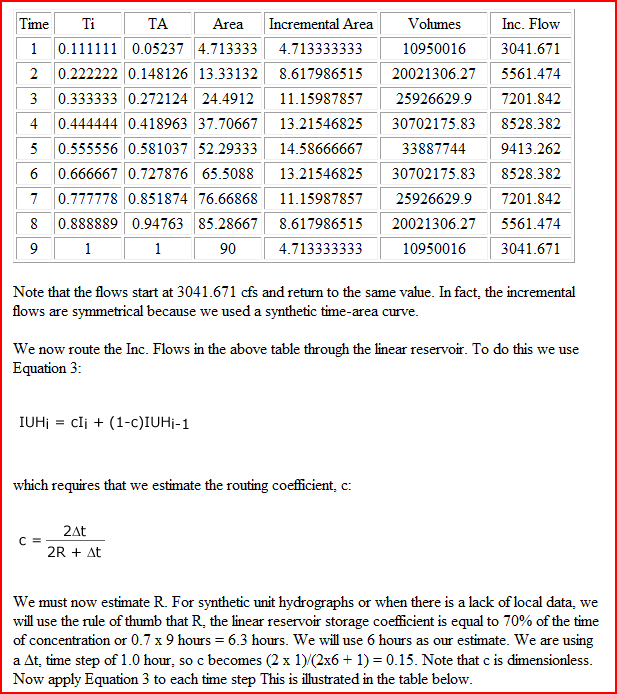 Time Ti TA Area Incremental Area Volumes Inc. Flow
1 0.111111 0.05237 4.713333 4.713333333 10950016 3041.671
2 0.222222 0.148126 13.33132 8.617986515 20021306.27 5561.474
3 0.333333 0.272124 24.4912 11.15987857 25926629.9 7201.842
4 0.444444 0.418963 37.70667 13.21546825 30702175.83 8528.382
5 0.555556 0.581037 52.29333 14.58666667 33887744 9413.262
6 0.666667 0.727876 65.5088 13.21546825 30702175.83 8528.382
7 0.777778 0.851874 76.66868 11.15987857 25926629.9 7201.842
8 0.888889 0.94763 85.28667 8.617986515 20021306.27 5561.474
9 1 1 90 4.713333333 10950016 3041.671
Note that the flows start at 3041.671 cfs and return to the same value. In fact, the incremental
flows are symmetrical because we used a synthetic time-area curve.
We now route the Inc. Flows in the above table through the linear reservoir. To do this we use
Equation 3:
IUHi = cIi + (1-c)IUHi-1
which requires that we estimate the routing coefficient, c:
c = 2Δt
2R + Δt
We must now estimate R. For synthetic unit hydrographs or when there is a lack of local data, we
will use the rule of thumb that R, the linear reservoir storage coefficient is equal to 70% of the time
of concentration or 0.7 x 9 hours = 6.3 hours. We will use 6 hours as our estimate. We are using
a Δt, time step of 1.0 hour, so c becomes (2 x 1)/(2x6 + 1) = 0.15. Note that c is dimensionless.
Now apply Equation 3 to each time step This is illustrated in the table below.